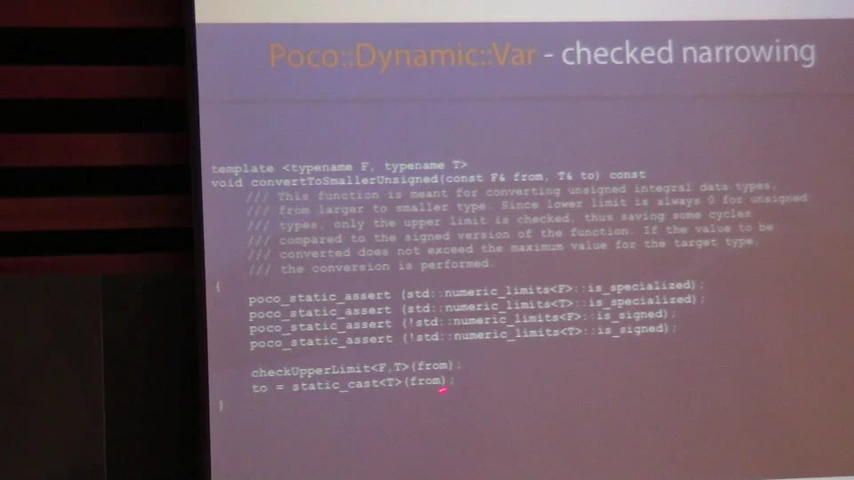 Poco::Dynamic::Var - checked narrowing
template <typename F, typename T>
void convertToSmallerUnsigned(const F& from, T& to) const
/// This function is meant for converting unsigned integral data types,
/// from larger to smaller type. Since lower limit is always 0 for unsigned
/// types, only the upper limit is checked, thus saving some cycles
/// compared to the signed version of the function. If the value to be
/// converted does not exceed the maximum value for the target type,
/// the conversion is performed.
{
poco_static_assert (std::numeric_limits<F>::is_specialized);
poco_static_assert (std::numeric_limits<T>::is_specialized);
poco_static_assert (!std::numeric_limits<F>::is_signed);
poco_static_assert (!std::numeric_limits<T>::is_signed);
checkUpperLimit<F,T>(from);
to = static_cast<T>(from);
}